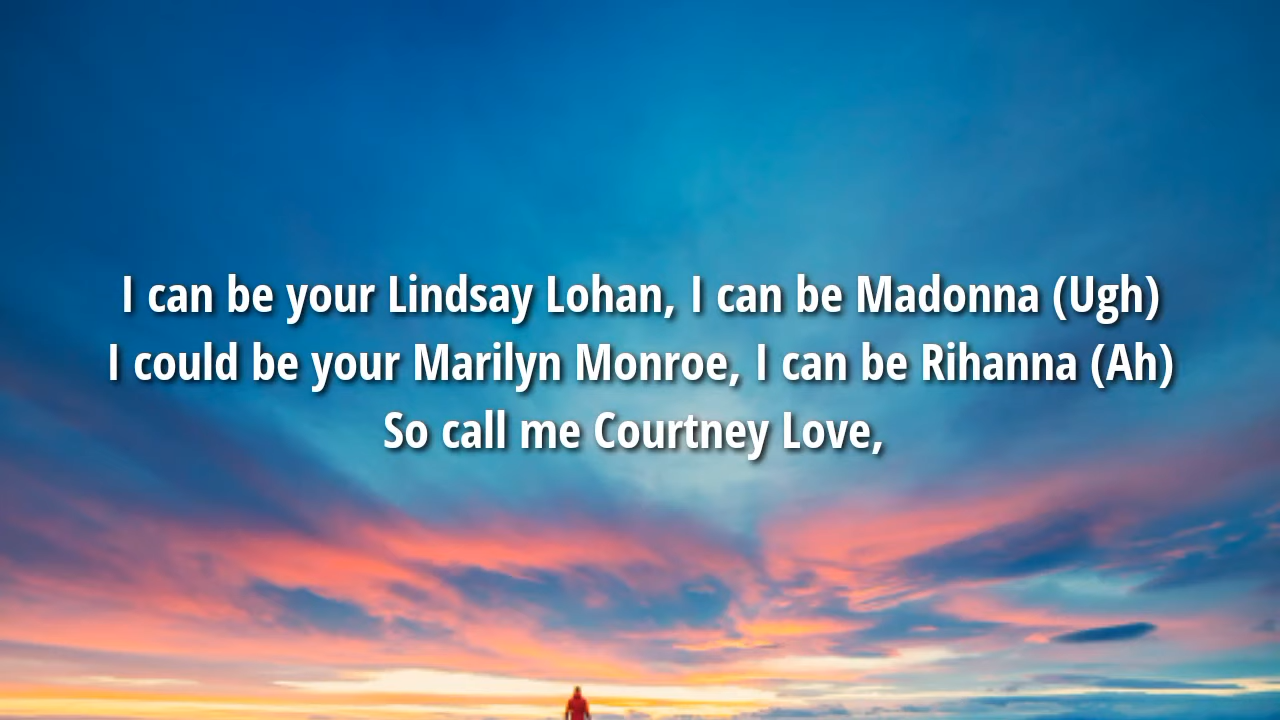 I can be your Lindsay Lohan, I can be Madonna (Ugh)
I could be your Marilyn Monroe, I can be Rihanna (Ah)
So call me Courtney Love,